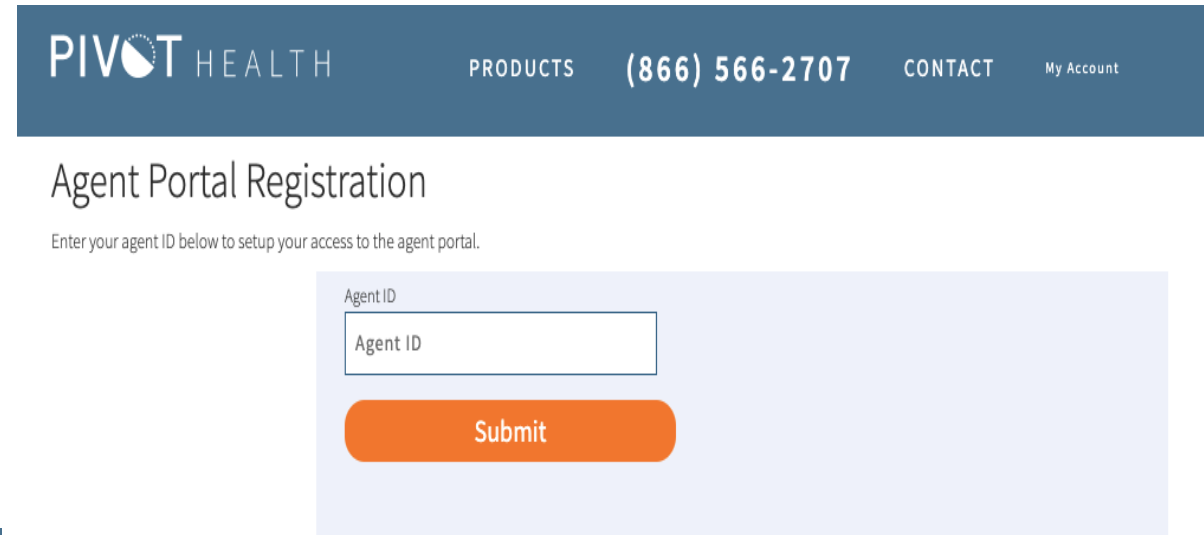 PIVOT HEALTH PRODUCTS (866) 566-2707 CONTACT My Account
Agent Portal Registration
Enter your agent ID below to setup your access to the agent portal.
Agent ID
Agent ID
Submit